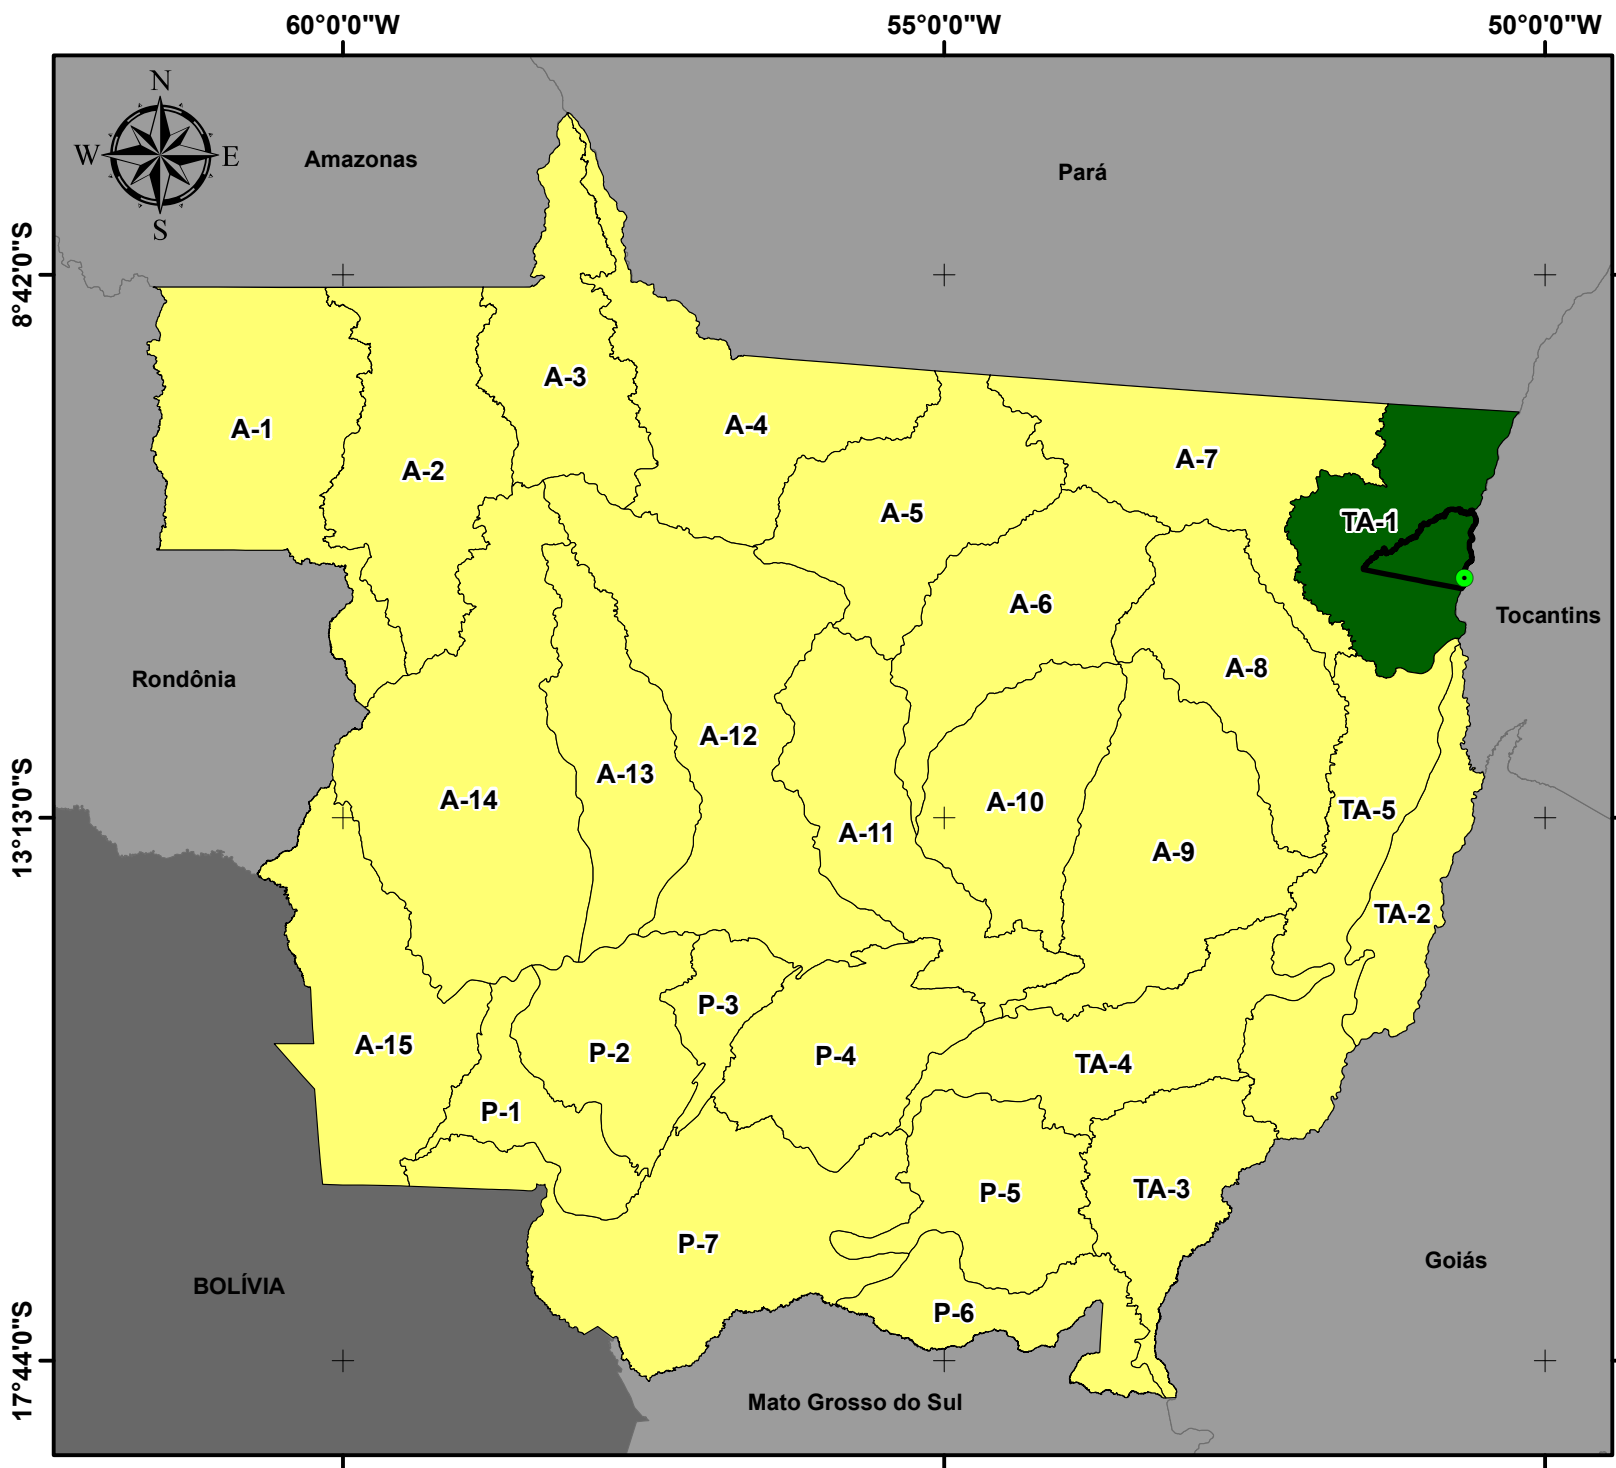 60°0'0"W
55°0'0"W
50°0'0"W
N
W
E
S
Amazonas
Pará
8°42'0"S
A-3
A-4
A-1
A-7
A-2
A-5
TA-1
A-6
Tocantins
A-8
Rondônia
A-12
A-13
A-14
A-10
TA-5
13°13'0"S
A-11
A-9
TA-2
P-3
A-15
P-2
P-4
TA-4
P-1
P-5
TA-3
P-7
Goiás
BOLÍVIA
P-6
17°44'0"S
Mato Grosso do Sul